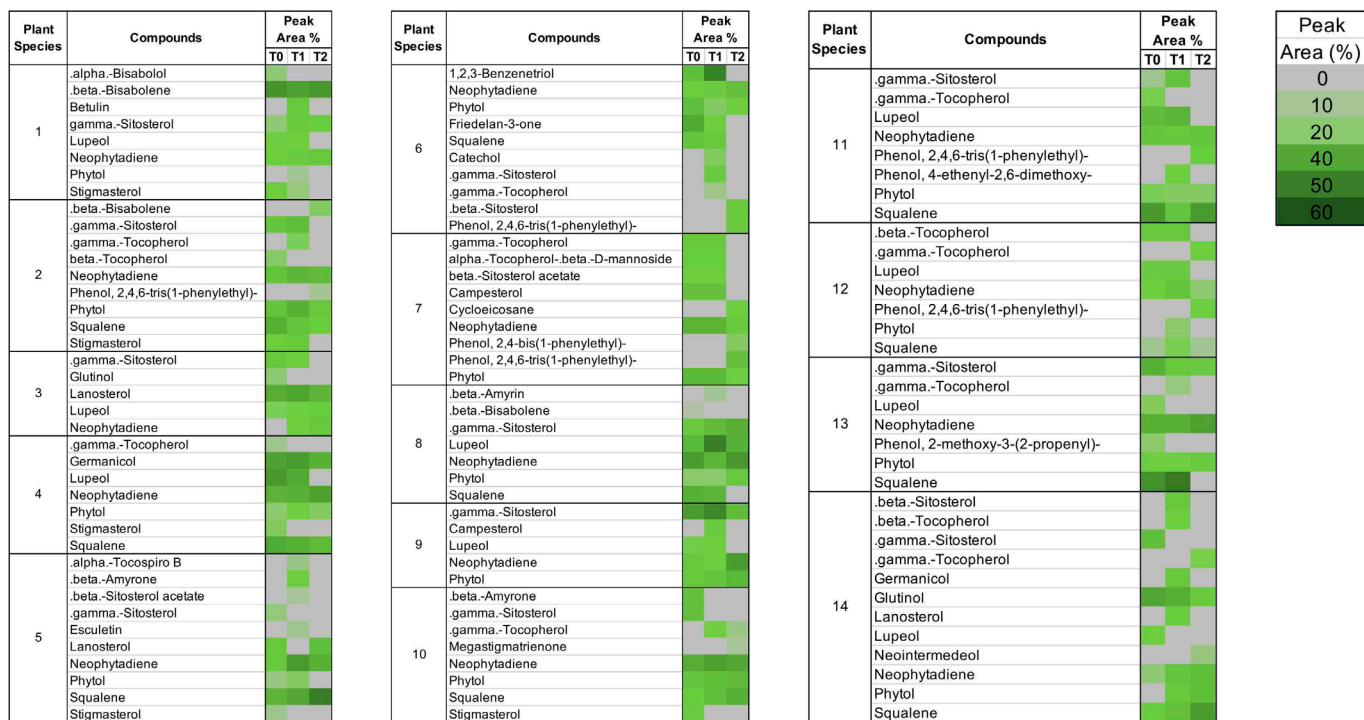 Plant Species Compounds Peak Area %
T0 T1 T2
1
.alpha.-Bisabolol
.beta.-Bisabolene
Betulin
gamma.-Sitosterol
Lupeol
Neophytadiene
Phytol
Stigmasterol
2
.beta.-Bisabolene
.gamma.-Sitosterol
.gamma.-Tocopherol
beta.-Tocopherol
Neophytadiene
Phenol, 2,4,6-tris(1-phenylethyl)-
Phytol
Squalene
Stigmasterol
3
.gamma.-Sitosterol
Glutinol
Lanosterol
Lupeol
Neophytadiene
4
.gamma.-Tocopherol
Germanicol
Lupeol
Neophytadiene
Phytol
Stigmasterol
Squalene
5
.alpha.-Tocospiro B
.beta.-Amyrone
.beta.-Sitosterol acetate
.gamma.-Sitosterol
Esculetin
Lanosterol
Neophytadiene
Phytol
Squalene
Stigmasterol
Plant Species Compounds Peak Area %
T0 T1 T2
6
1,2,3-Benzenetriol
Neophytadiene
Phytol
Friedelan-3-one
Squalene
Catechol
.gamma.-Sitosterol
.gamma.-Tocopherol
.beta.-Sitosterol
Phenol, 2,4,6-tris(1-phenylethyl)-
7
.gamma.-Tocopherol
alpha.-Tocopherol-.beta.-D-mannoside
beta.-Sitosterol acetate
Campesterol
Cycloeicosane
Neophytadiene
Phenol, 2,4-bis(1-phenylethyl)-
Phenol, 2,4,6-tris(1-phenylethyl)-
Phytol
8
.beta.-Amyrin
.beta.-Bisabolene
.gamma.-Sitosterol
Lupeol
Neophytadiene
Phytol
Squalene
9
.gamma.-Sitosterol
Campesterol
Lupeol
Neophytadiene
Phytol
10
.beta.-Amyrone
.gamma.-Sitosterol
.gamma.-Tocopherol
Megastigmatrienone
Neophytadiene
Phytol
Squalene
Stigmasterol
Plant Species Compounds Peak Area %
T0 T1 T2
11
.gamma.-Sitosterol
.gamma.-Tocopherol
Lupeol
Neophytadiene
Phenol, 2,4,6-tris(1-phenylethyl)-
Phenol, 4-ethenyl-2,6-dimethoxy-
Phytol
Squalene
12
.beta.-Tocopherol
.gamma.-Tocopherol
Lupeol
Neophytadiene
Phenol, 2,4,6-tris(1-phenylethyl)-
Phytol
Squalene
13
.gamma.-Sitosterol
.gamma.-Tocopherol
Lupeol
Neophytadiene
Phenol, 2-methoxy-3-(2-propenyl)-
Phytol
Squalene
14
.beta.-Sitosterol
.beta.-Tocopherol
.gamma.-Sitosterol
.gamma.-Tocopherol
Germanicol
Glutinol
Lanosterol
Lupeol
Neointermedeol
Neophytadiene
Phytol
Squalene
Peak
Area (%)
0
10
20
40
50
60